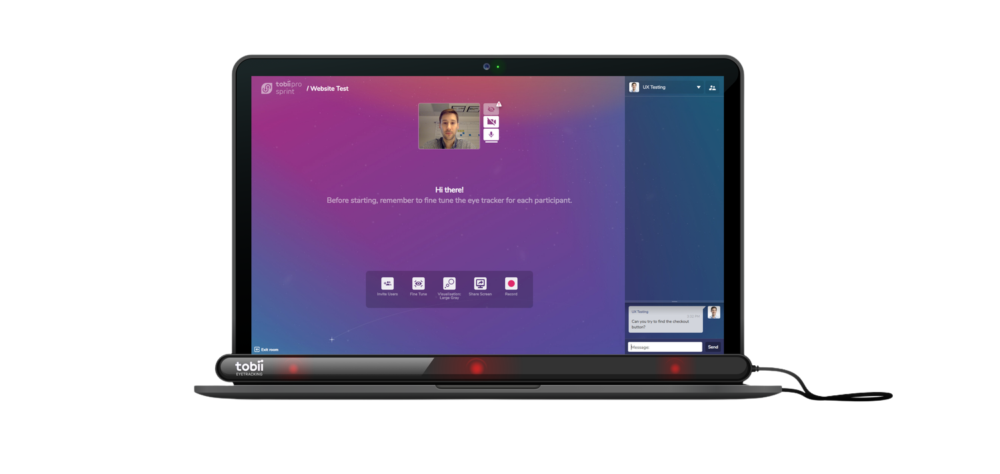 tobii pro
sprint
/ Website Test
UX Testing
Hi there!
Before starting, remember to fine tune the eye tracker for each participant.
Invite Users
Fine Tune
Visualisation:
Large Gray
Share Screen
Record
UX Testing
3:32 PM
Can you try to find the checkout
button?
Message:
Send
Exit room
tobii
EYETRACKING